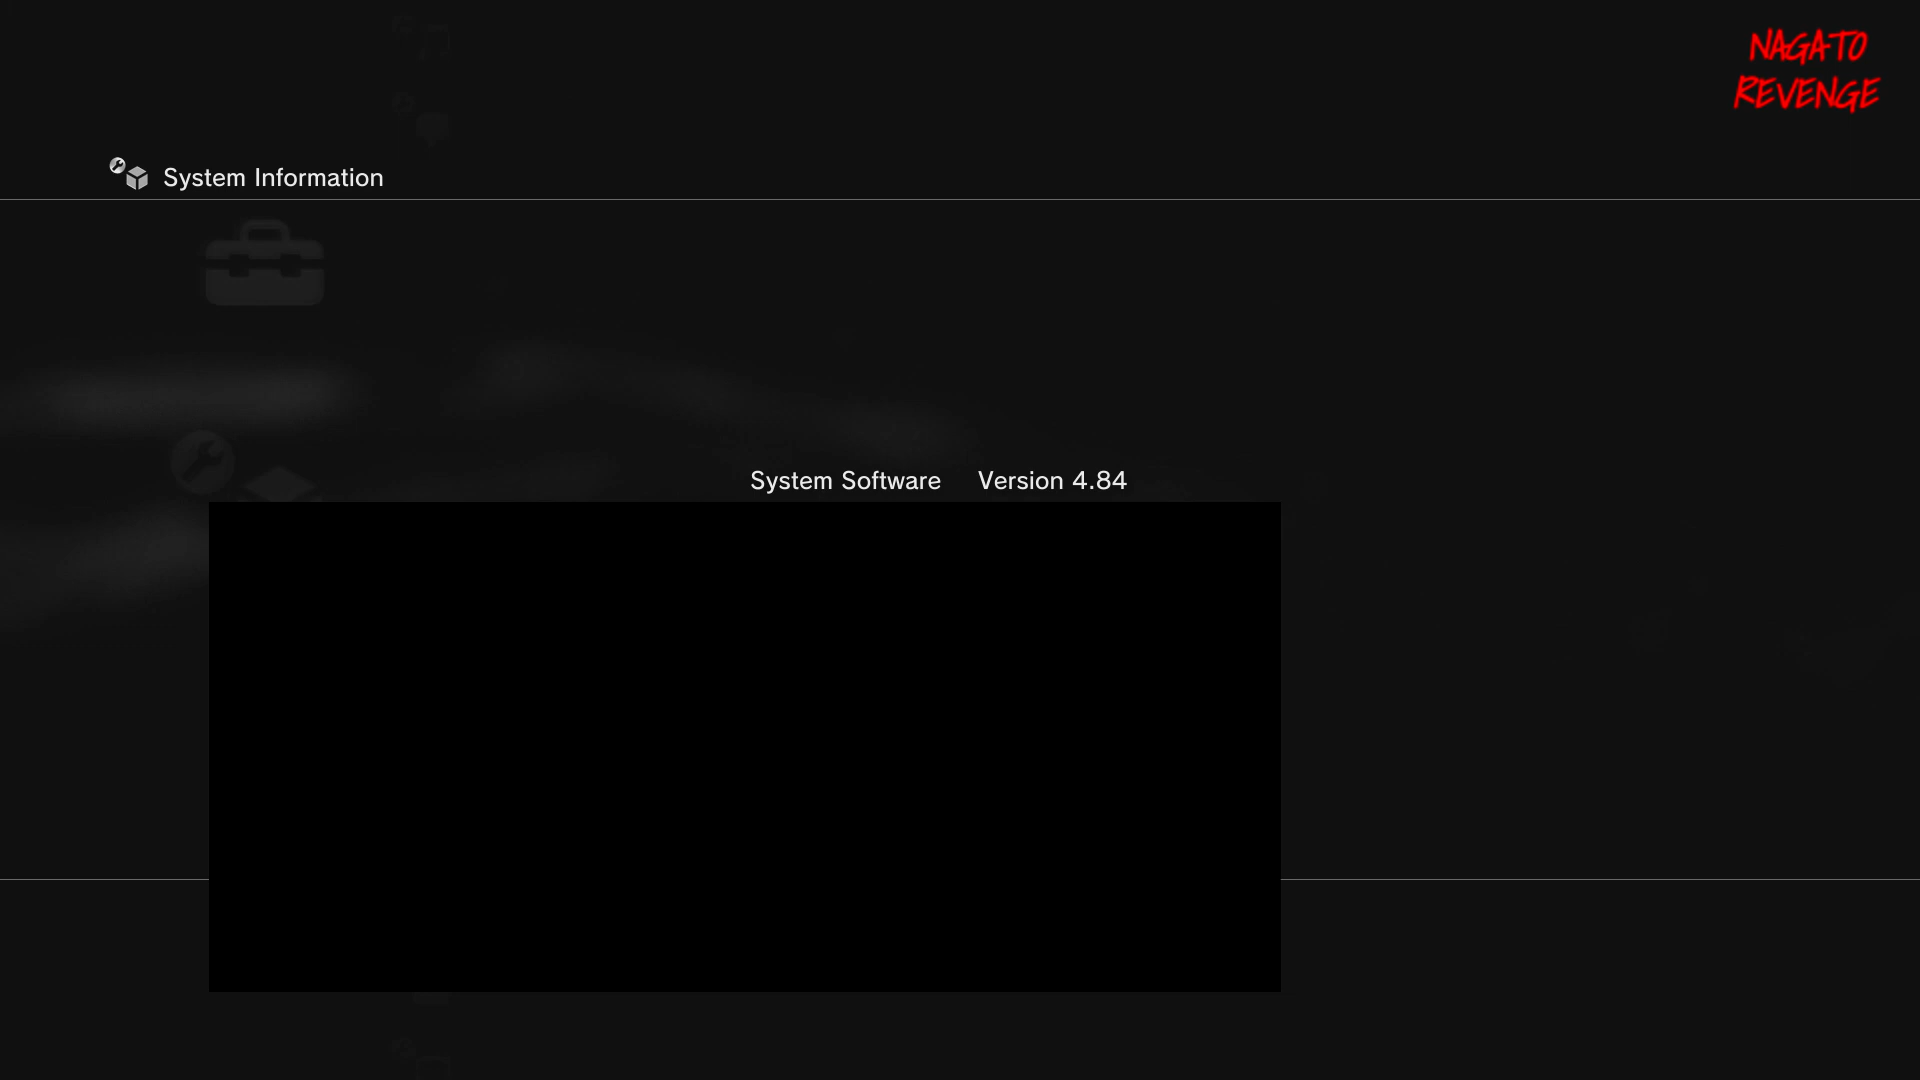 NAGATO
REVENGE
System Information
System Software Version 4.84